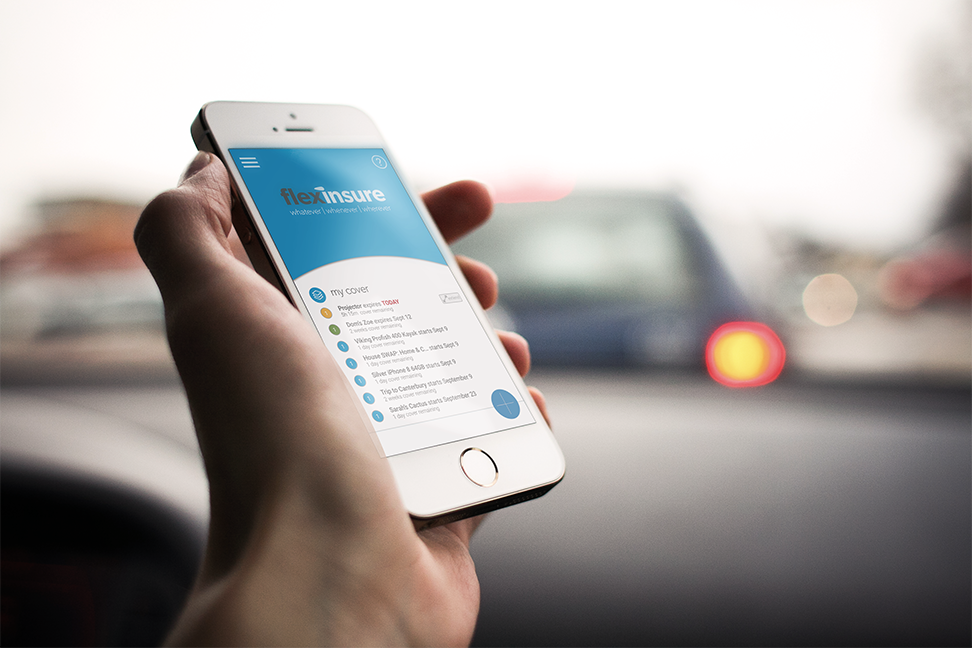 flexinsure
whatever | whenever | wherever
my cover
Projector expires TODAY
cover remaining
Dom's Zoe expires Sept 12
2 weeks cover remaining
Viking Profish 400 Kayak starts Sept 9
1 day cover remaining
House SWAP: Home & C... starts Sept 9
1 day cover remaining
Silver iPhone 8 64GB starts Sept 9
1 day cover remaining
Trip to Canterbury starts September 9
2 weeks cover remaining
Sarah's Cactus starts September 23
1 day cover remaining